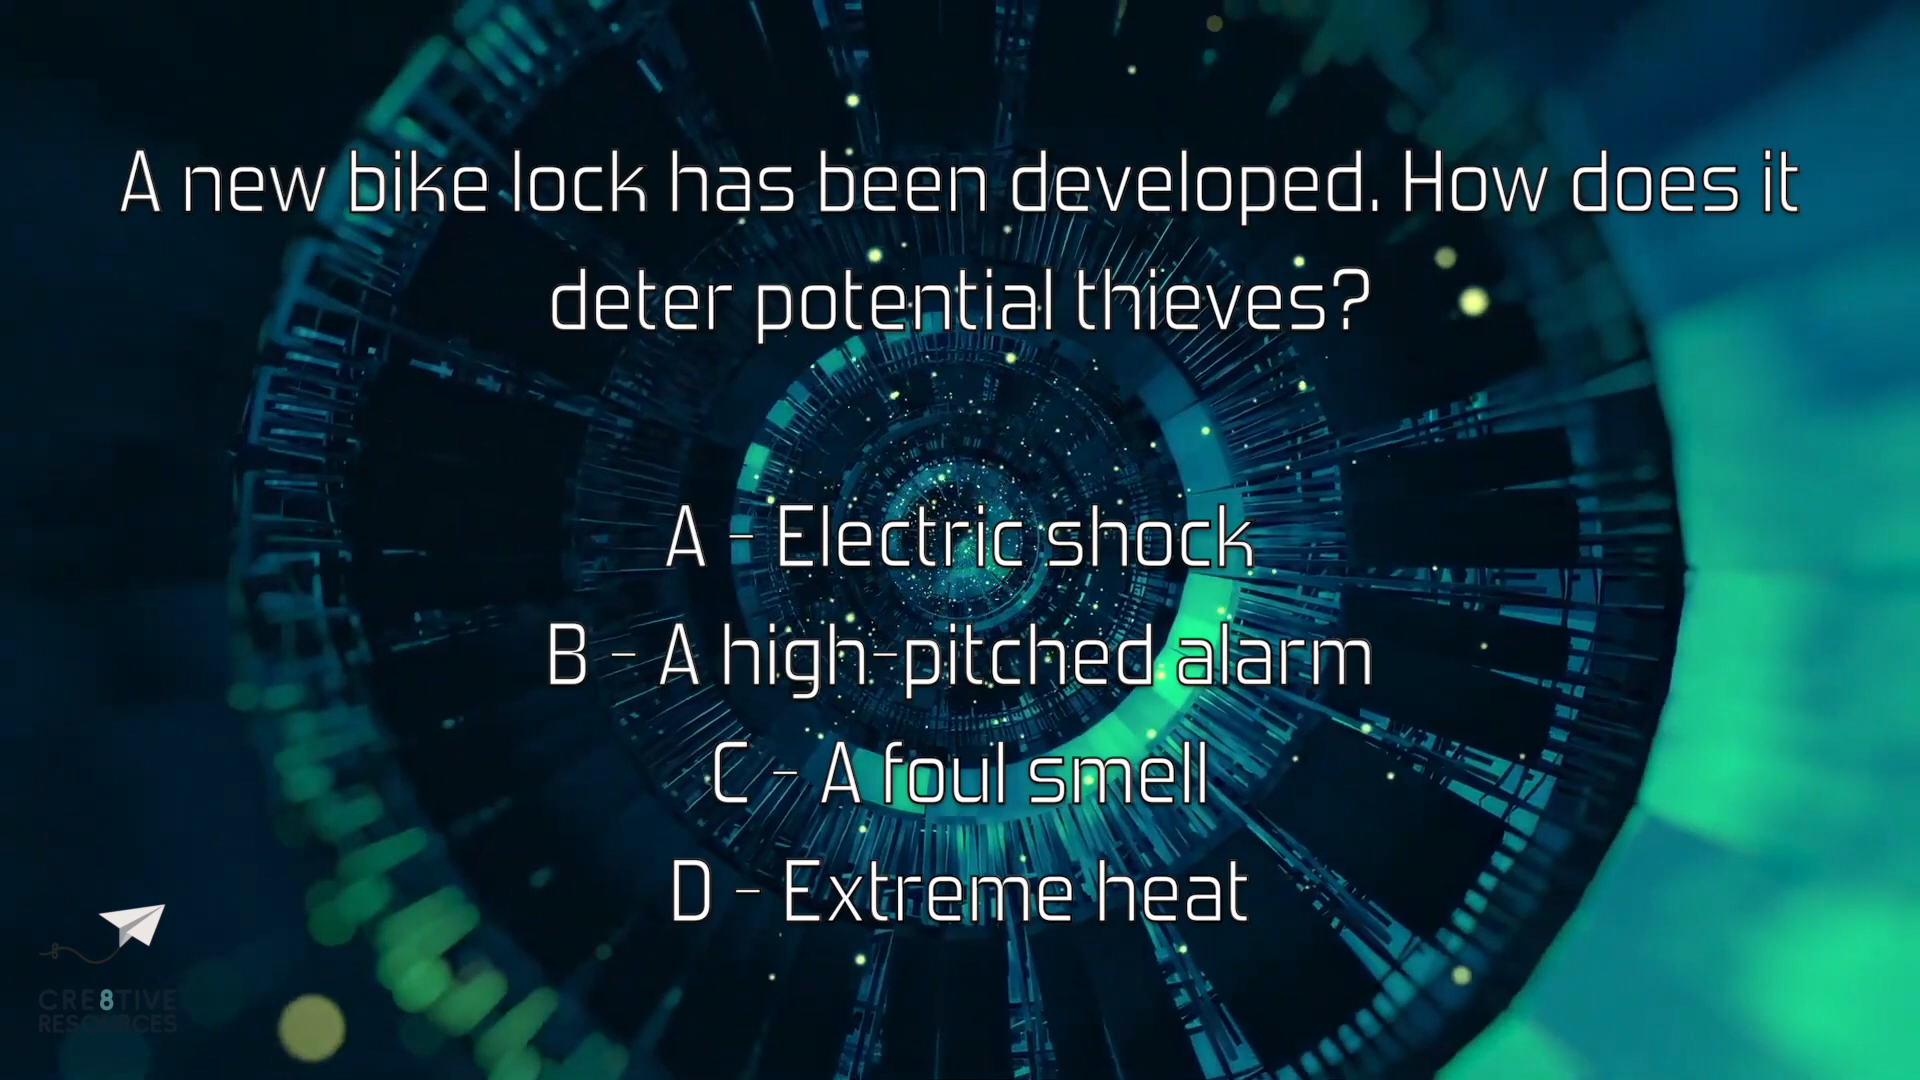 A new bike lock has been developed. How does it
deter potential thieves?
A - Electric shock
B - A high-pitched alarm
C - A foul smell
D - Extreme heat
CRE8TIVE
RESOURCES